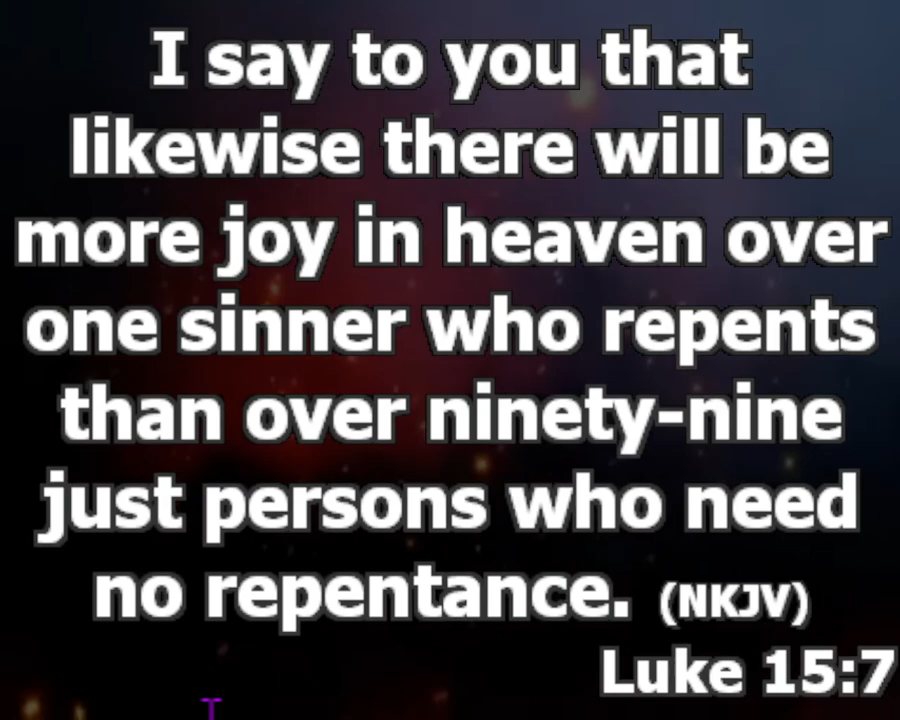 I say to you that
likewise there will be
more joy in heaven over
one sinner who repents
than over ninety-nine
just persons who need
no repentance. (NKJV)
Luke 15:7